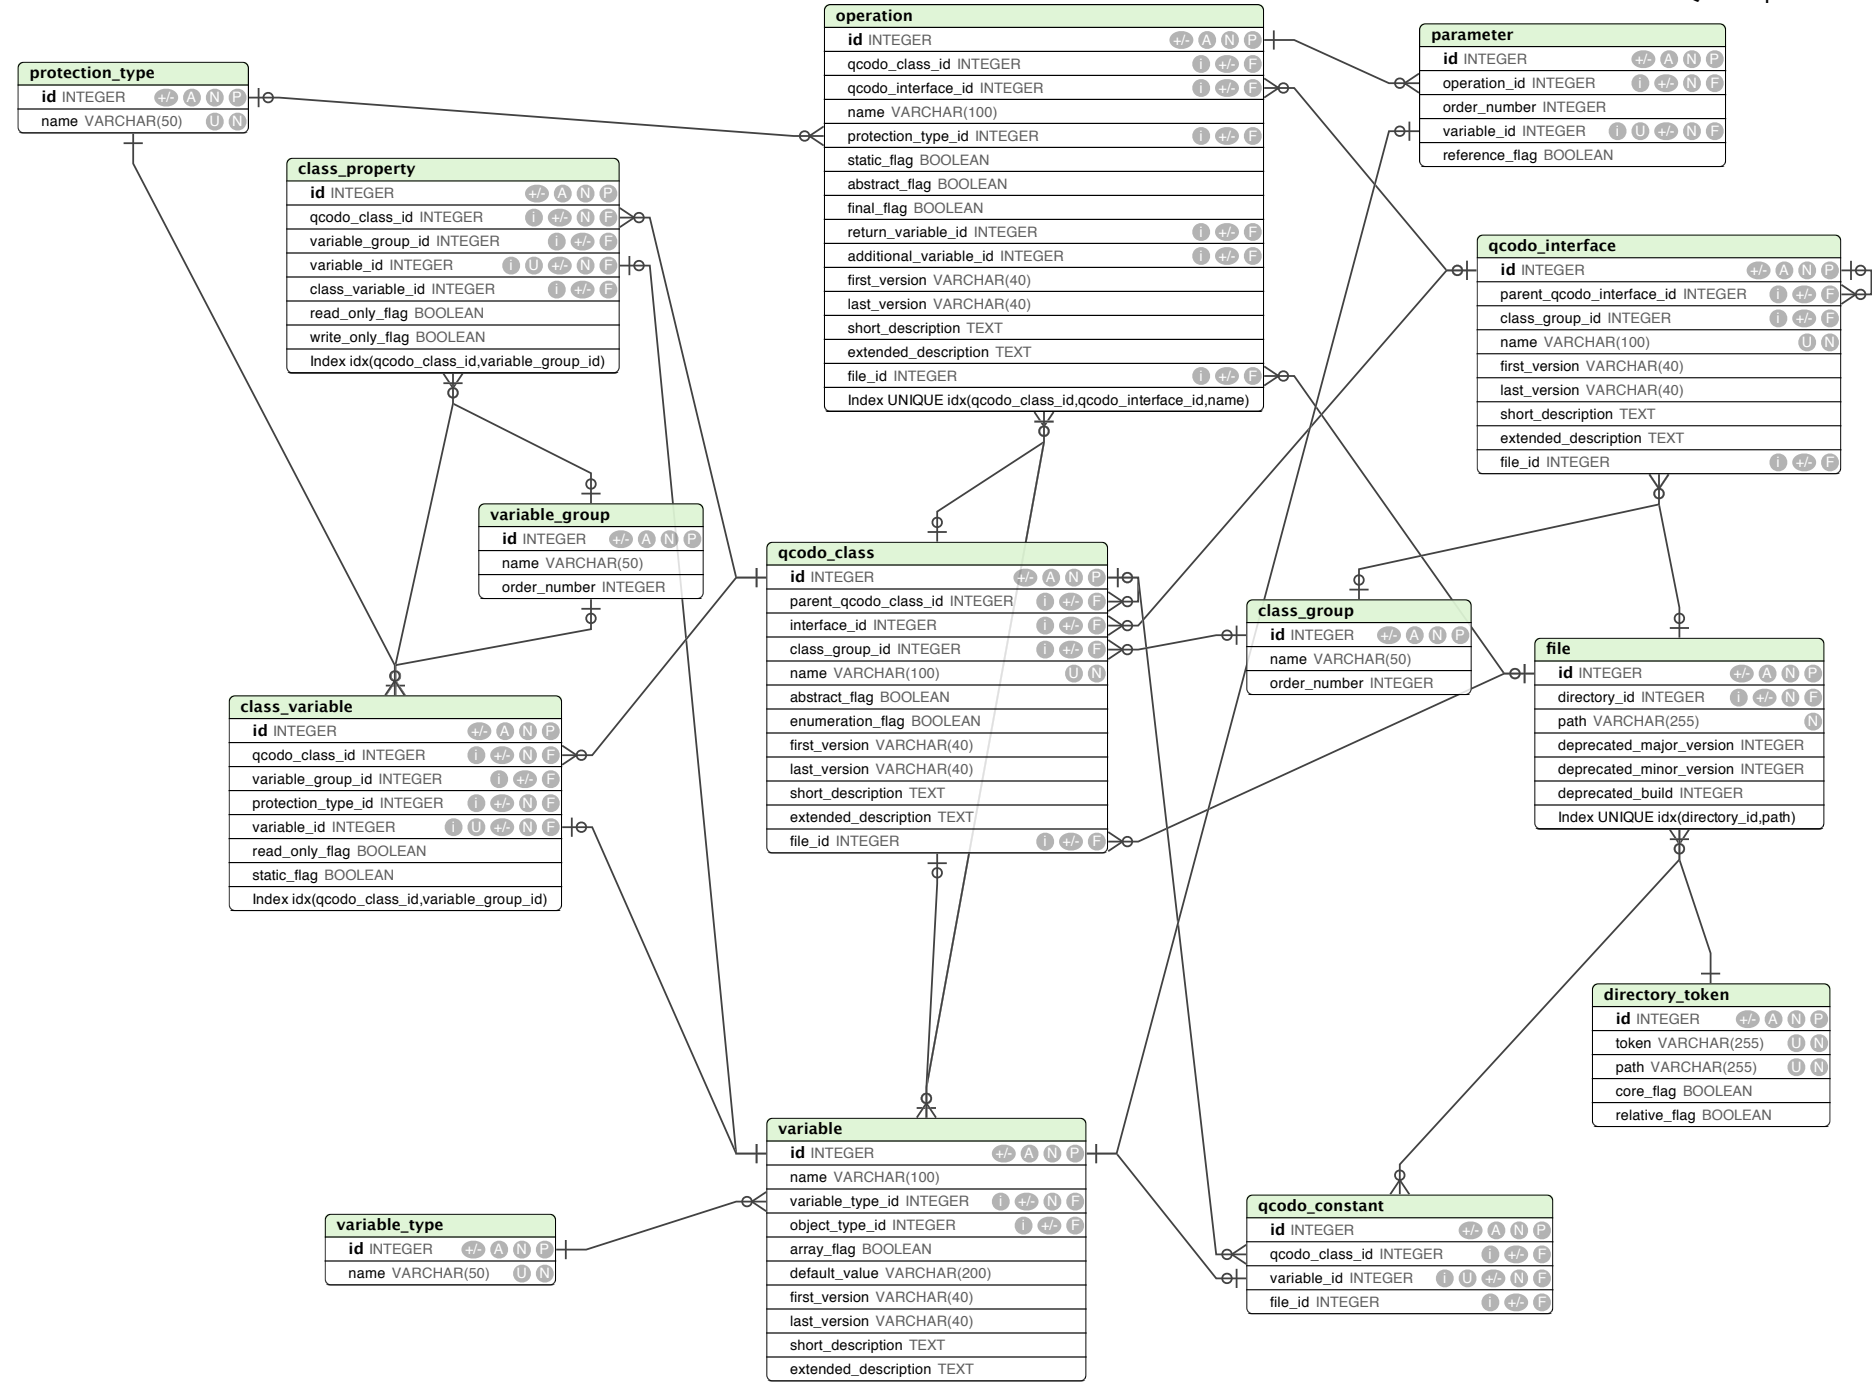 operation
id INTEGER +/- A N P
qcodo_class_id INTEGER i +/- F
qcodo_interface_id INTEGER i +/- F
name VARCHAR(100)
protection_type_id INTEGER i +/- F
static_flag BOOLEAN
abstract_flag BOOLEAN
final_flag BOOLEAN
return_variable_id INTEGER i +/- F
additional_variable_id INTEGER i +/- F
first_version VARCHAR(40)
last_version VARCHAR(40)
short_description TEXT
extended_description TEXT
file_id INTEGER i +/- F
Index UNIQUE idx(qcodo_class_id,qcodo_interface_id,name)
parameter
id INTEGER +/- A N P
operation_id INTEGER i +/- N F
order_number INTEGER
variable_id INTEGER i U +/- N F
reference_flag BOOLEAN
protection_type
id INTEGER +/- A N P
name VARCHAR(50) U N
class_property
id INTEGER +/- A N P
qcodo_class_id INTEGER i +/- N F
variable_group_id INTEGER i +/- F
variable_id INTEGER i U +/- N F
class_variable_id INTEGER i +/- F
read_only_flag BOOLEAN
write_only_flag BOOLEAN
Index idx(qcodo_class_id,variable_group_id)
qcodo_interface
id INTEGER +/- A N P
parent_qcodo_interface_id INTEGER i +/- F
class_group_id INTEGER i +/- F
name VARCHAR(100) U N
first_version VARCHAR(40)
last_version VARCHAR(40)
short_description TEXT
extended_description TEXT
file_id INTEGER i +/- F
variable_group
id INTEGER +/- A N P
name VARCHAR(50)
order_number INTEGER
qcodo_class
id INTEGER +/- A N P
parent_qcodo_class_id INTEGER i +/- F
interface_id INTEGER i +/- F
class_group_id INTEGER i +/- F
name VARCHAR(100) U N
abstract_flag BOOLEAN
enumeration_flag BOOLEAN
first_version VARCHAR(40)
last_version VARCHAR(40)
short_description TEXT
extended_description TEXT
file_id INTEGER i +/- F
class_group
id INTEGER +/- A N P
name VARCHAR(50)
order_number INTEGER
file
id INTEGER +/- A N P
directory_id INTEGER i +/- N F
path VARCHAR(255) N
deprecated_major_version INTEGER
deprecated_minor_version INTEGER
deprecated_build INTEGER
Index UNIQUE idx(directory_id,path)
class_variable
id INTEGER +/- A N P
qcodo_class_id INTEGER i +/- N F
variable_group_id INTEGER i +/- F
protection_type_id INTEGER i +/- N F
variable_id INTEGER i U +/- N F
read_only_flag BOOLEAN
static_flag BOOLEAN
Index idx(qcodo_class_id,variable_group_id)
directory_token
id INTEGER +/- A N P
token VARCHAR(255) U N
path VARCHAR(255) U N
core_flag BOOLEAN
relative_flag BOOLEAN
variable
id INTEGER +/- A N P
name VARCHAR(100)
variable_type_id INTEGER i +/- N F
object_type_id INTEGER i +/- F
array_flag BOOLEAN
default_value VARCHAR(200)
first_version VARCHAR(40)
last_version VARCHAR(40)
short_description TEXT
extended_description TEXT
variable_type
id INTEGER +/- A N P
name VARCHAR(50) U N
qcodo_constant
id INTEGER +/- A N P
qcodo_class_id INTEGER i +/- F
variable_id INTEGER i U +/- N F
file_id INTEGER i +/- F